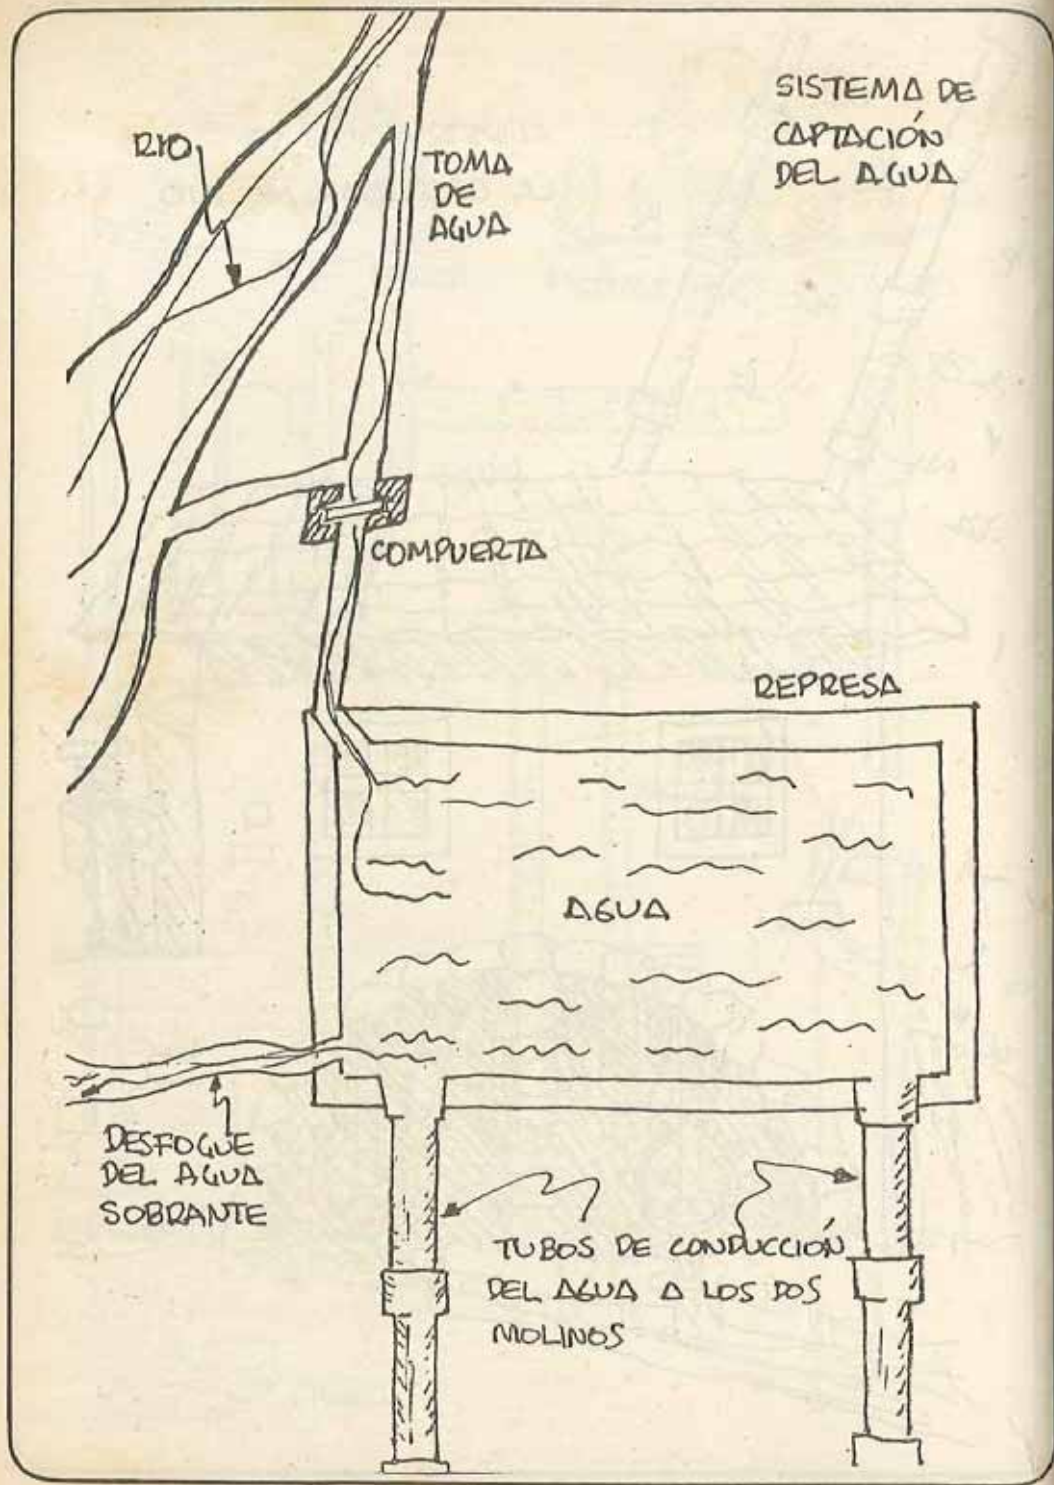 SISTEMA DE
CAPTACIÓN
DEL AGUA
RIO
TOMA
DE
AGUA
COMPUERTA
REPRESA
AGUA
DESFOGUE
DEL AGUA
SOBRANTE
TUBOS DE CONDUCCIÓN
DEL AGUA A LOS DOS
MOLINOS